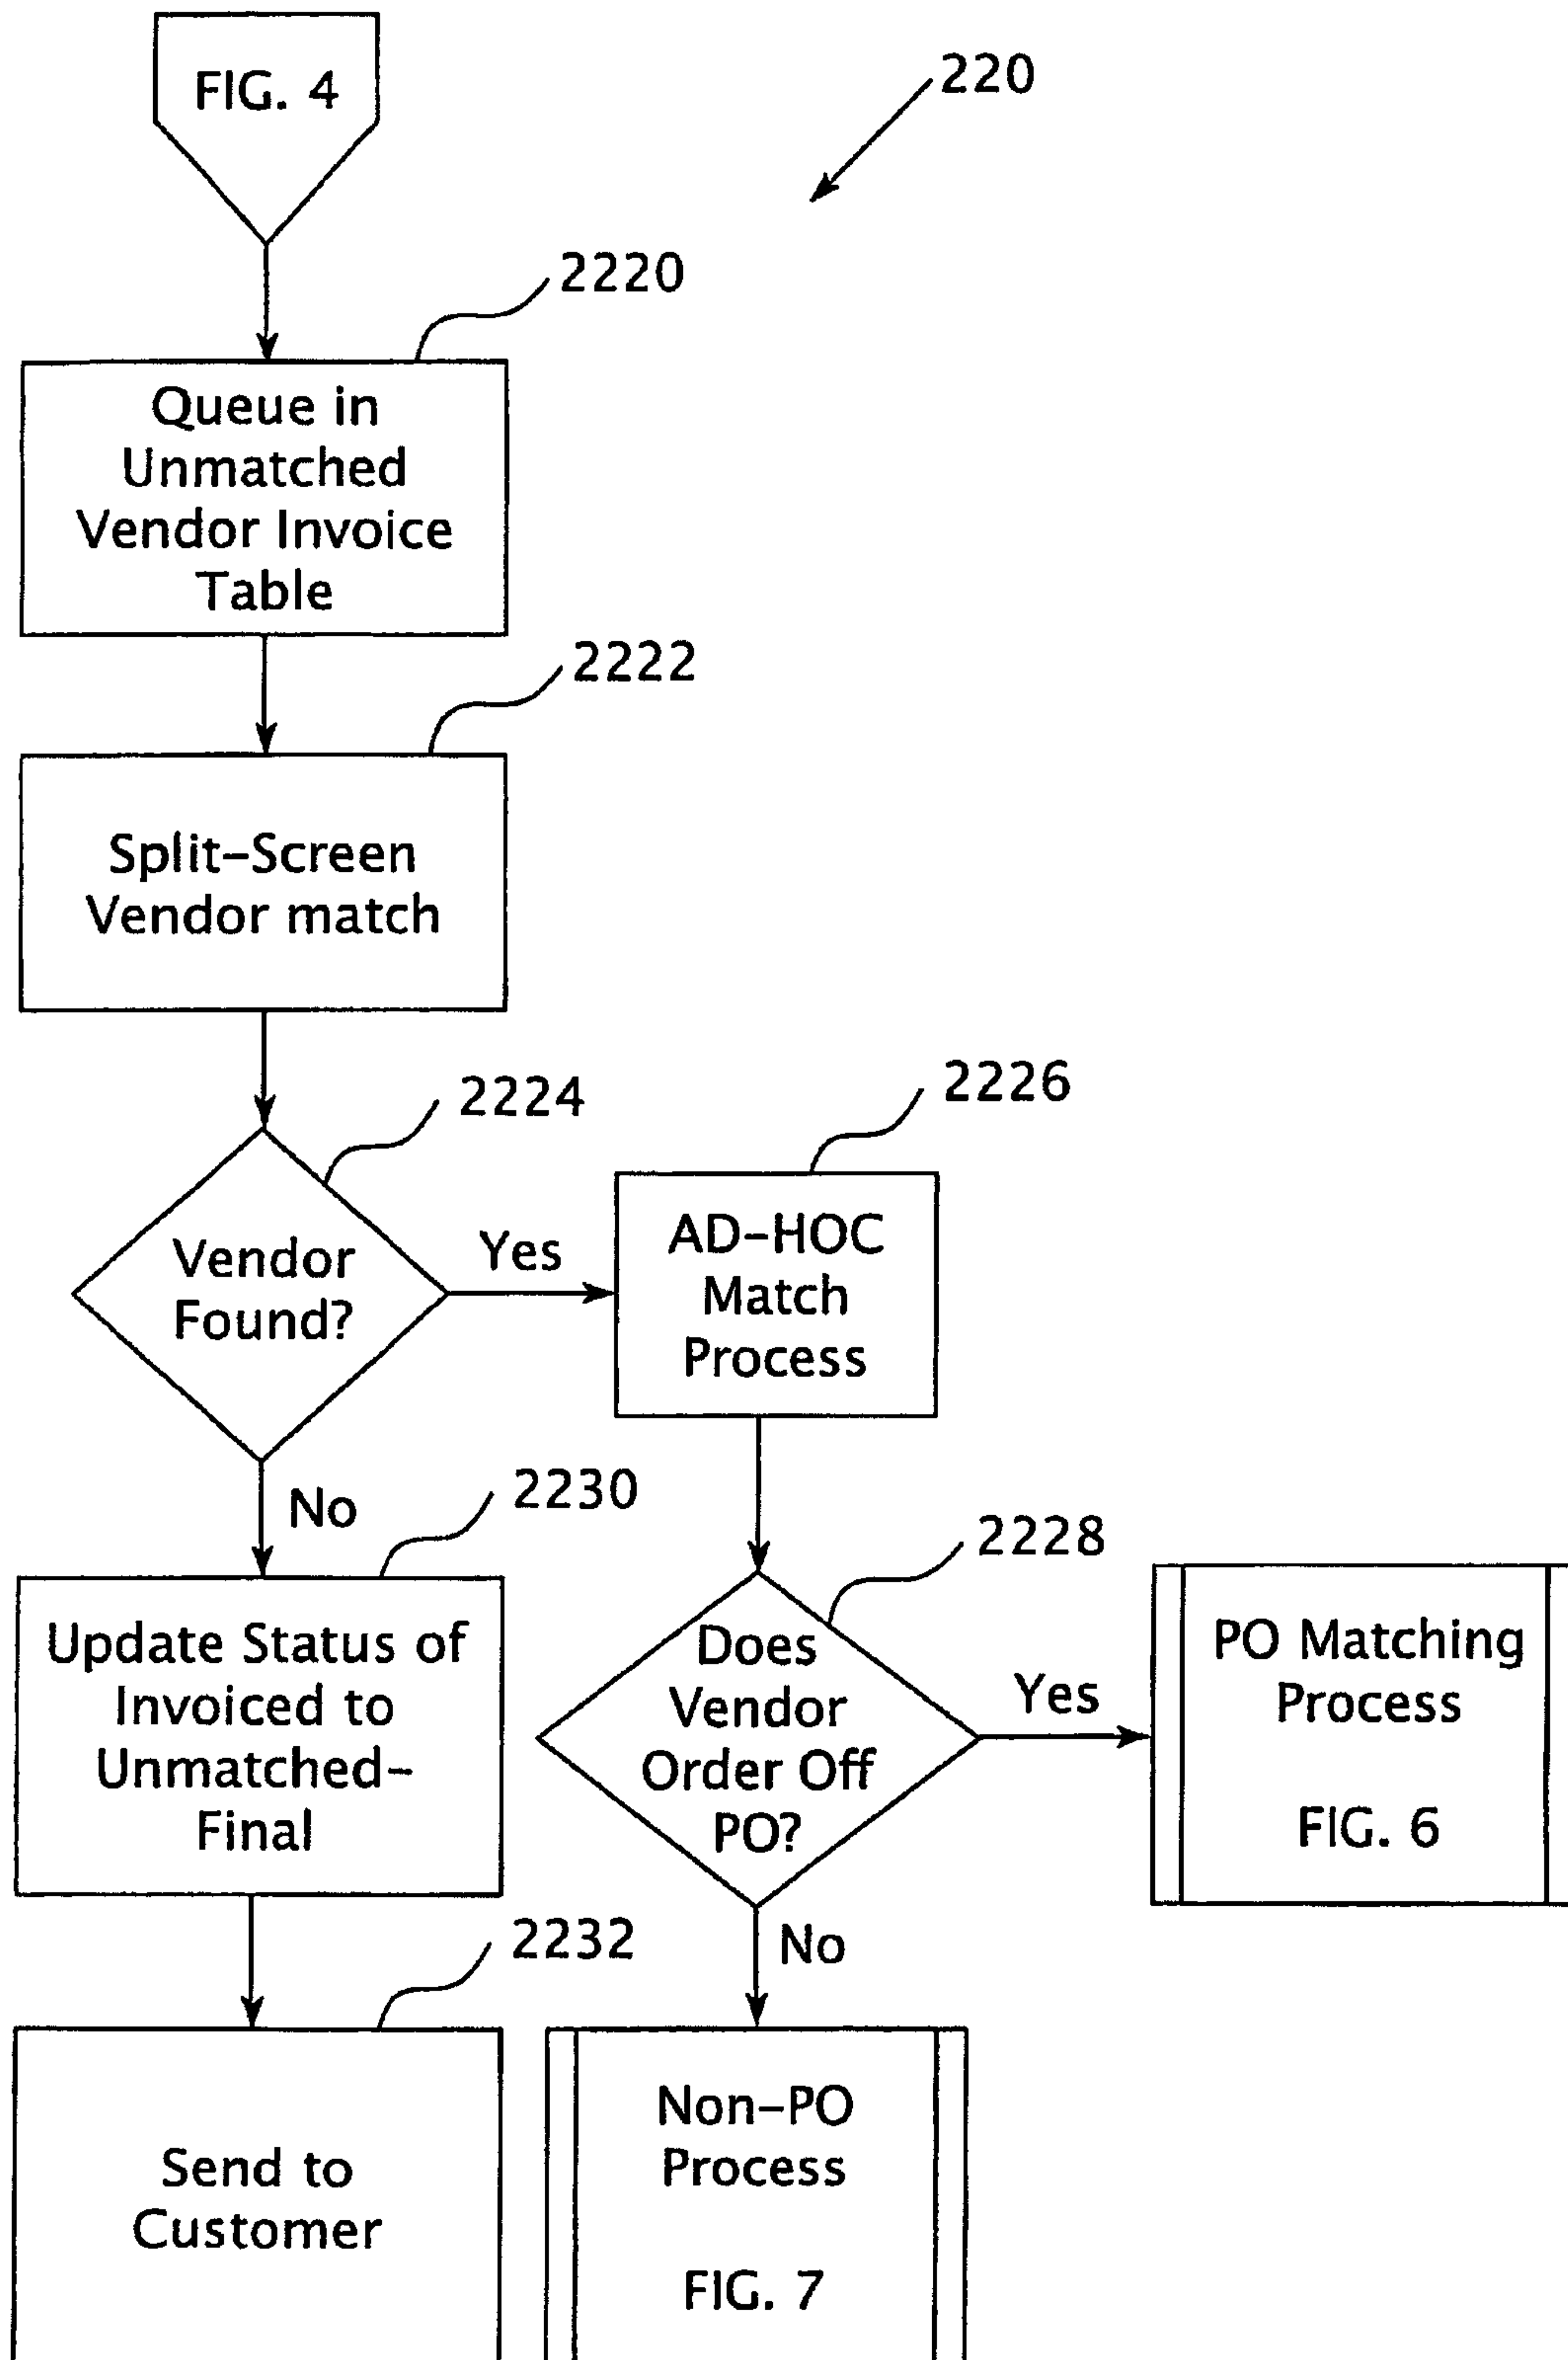 FIG. 4
220
2220
Queue in
Unmatched
Vendor Invoice
Table
2222
Split-Screen
Vendor match
2224
Vendor
Found?
Yes
2226
AD-HOC
Match
Process
No
2230
Update Status of
Invoiced to
Unmatched-
Final
2228
Does
Vendor
Order Off
PO?
Yes
PO Matching
Process
FIG. 6
No
2232
Send to
Customer
Non-PO
Process
FIG. 7